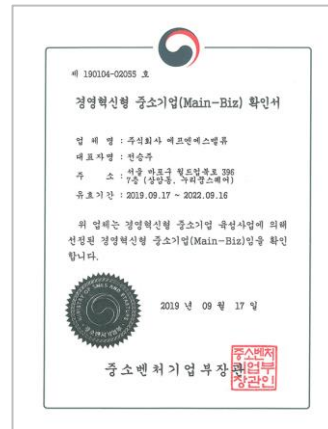 제 190104-02055 호
경영혁신형 중소기업(Main-Biz) 확인서
업 체 명 : 주식회사 에프엔에스밸류
대표자명 : 전승주
주 소 : 서울 마포구 월드컵북로 396
7층 (상암동, 누리꿈스퀘어)
유효기간 : 2019.09.17 ~ 2022.09.16
위 업체는 경영혁신형 중소기업 육성사업에 의해
선정된 경영혁신형 중소기업(Main-Biz)임을 확인
합니다.
2019 년 09 월 17 일
중소벤처기업부장관
중소벤처
기업부
장관인